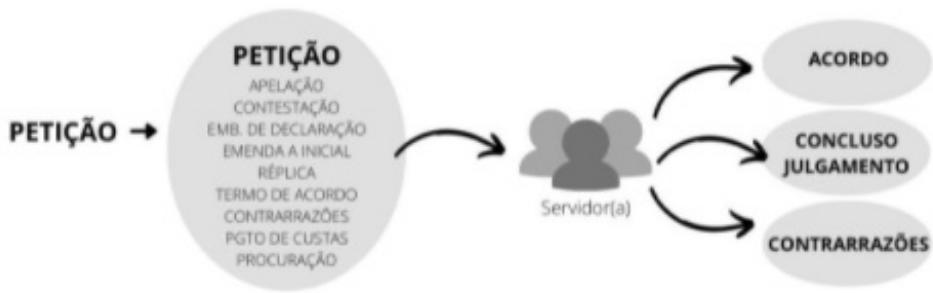 PETIÇÃO
PETIÇÃO
APELAÇÃO
CONTESTAÇÃO
EMB. DE DECLARAÇÃO
EMENDA A INICIAL
RÉPLICA
TERMO DE ACORDO
CONTRARRAZÕES
PGTO DE CUSTAS
PROCURAÇÃO
Servidor(a)
ACORDO
CONCLUSO
JULGAMENTO
CONTRARRAZÕES